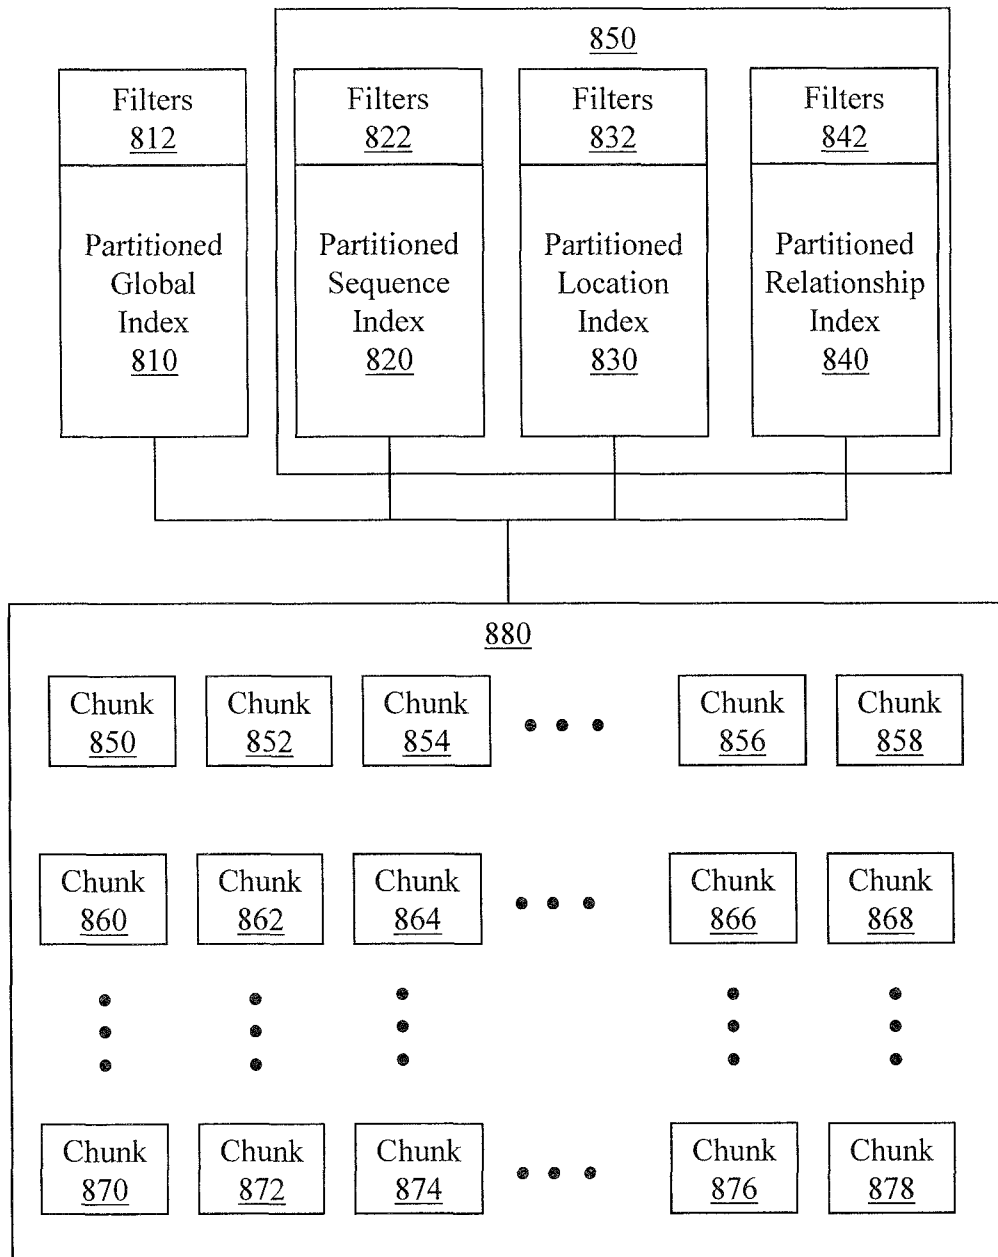 850
Filters
812
Filters
822
Filters
832
Filters
842
Partitioned
Global
Index
810
Partitioned
Sequence
Index
820
Partitioned
Location
Index
830
Partitioned
Relationship
Index
840
880
Chunk
850
Chunk
852
Chunk
854
Chunk
856
Chunk
858
Chunk
860
Chunk
862
Chunk
864
Chunk
866
Chunk
868
Chunk
870
Chunk
872
Chunk
874
Chunk
876
Chunk
878